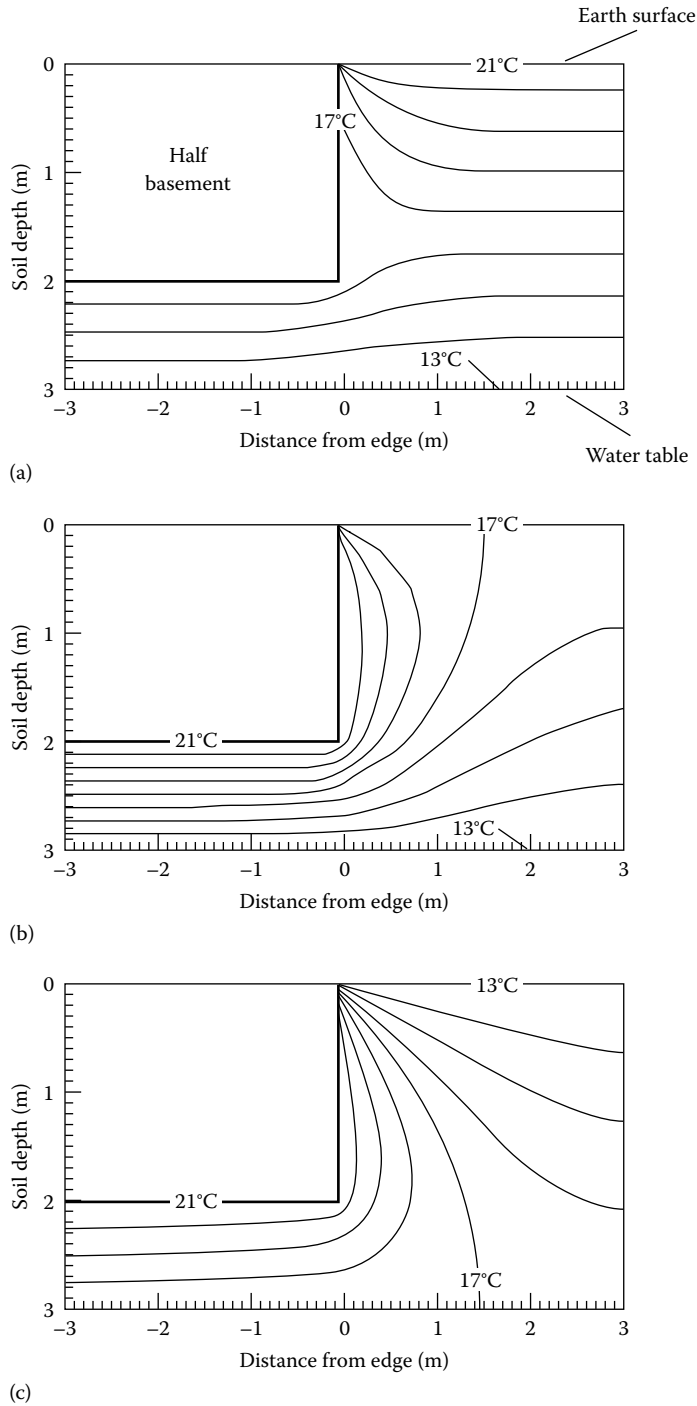 Earth surface
0
21°C
17°C
Half
basement
1
Soil depth (m)
2
13°C
3
−3 −2 −1 0 1 2 3
Distance from edge (m)
Water table
(a)
0
17°C
1
Soil depth (m)
2
21°C
13°C
3
−3 −2 −1 0 1 2 3
Distance from edge (m)
(b)
0
13°C
1
Soil depth (m)
2
21°C
17°C
3
−3 −2 −1 0 1 2 3
Distance from edge (m)
(c)